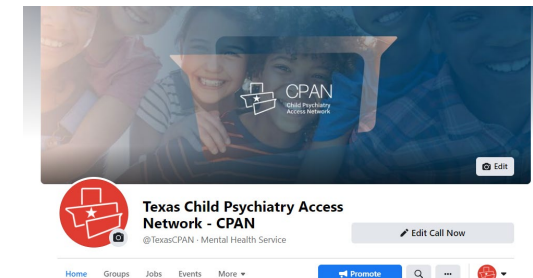 CPAN
Child Psychiatry
Access Network
Edit
Texas Child Psychiatry Access
Network - CPAN
@TexasCPAN · Mental Health Service
Edit Call Now
Home Groups Jobs Events More
Promote